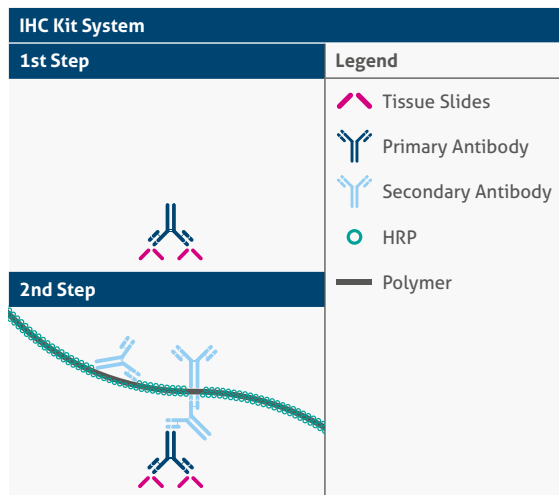 IHC Kit System
1st Step
Legend
Tissue Slides
Primary Antibody
Secondary Antibody
HRP
Polymer
2nd Step